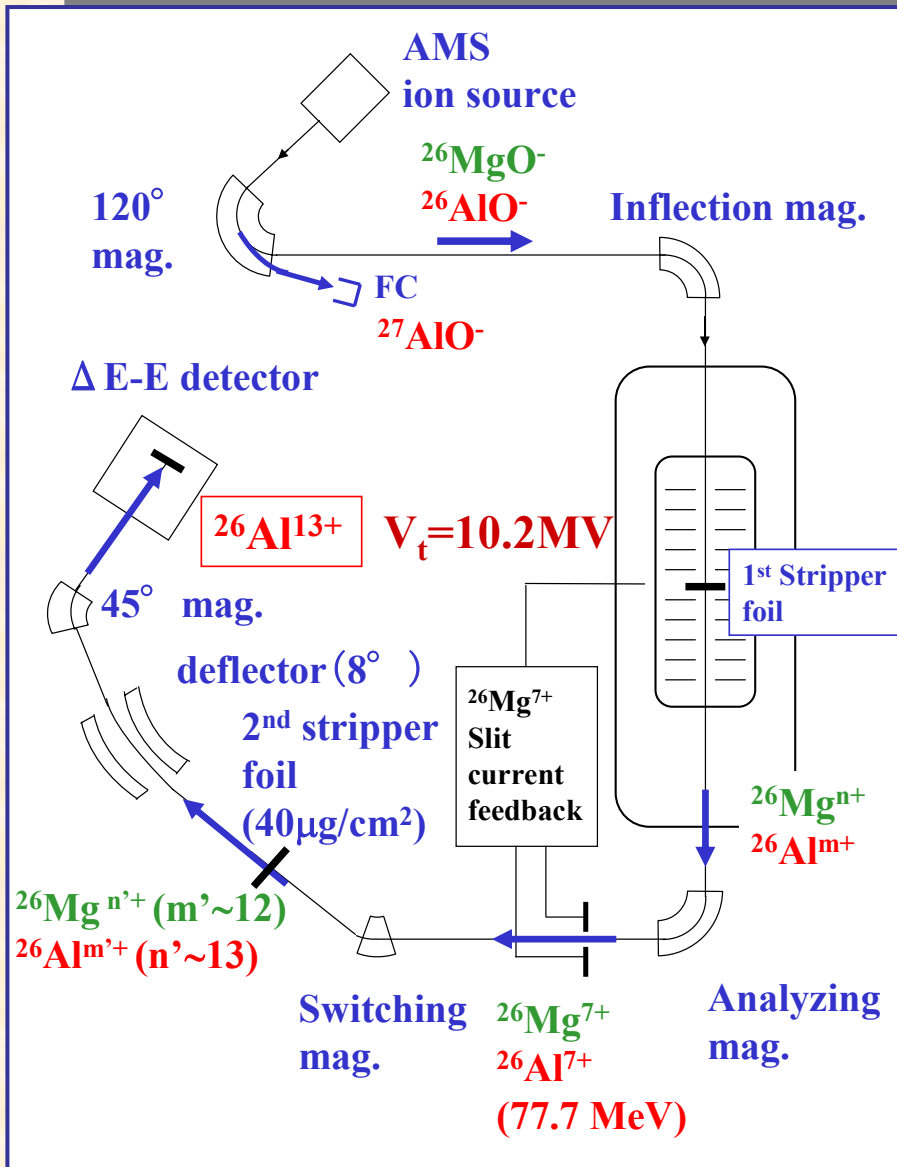 AMS
ion source
²⁶MgO⁻
²⁶AlO⁻
120°
mag.
Inflection mag.
FC
²⁷AlO⁻
Δ E-E detector
²⁶Al¹³⁺
Vₜ=10.2MV
1ˢᵗ Stripper
foil
45° mag.
deflector(8° )
2ⁿᵈ stripper
foil
(40μg/cm²)
²⁶Mg⁷⁺
Slit
current
feedback
²⁶Mgⁿ⁺
²⁶Alᵐ⁺
²⁶Mg ⁿ’⁺ (m’~12)
²⁶Alᵐ’⁺ (n’~13)
Switching
mag.
²⁶Mg⁷⁺
²⁶Al⁷⁺
(77.7 MeV)
Analyzing
mag.